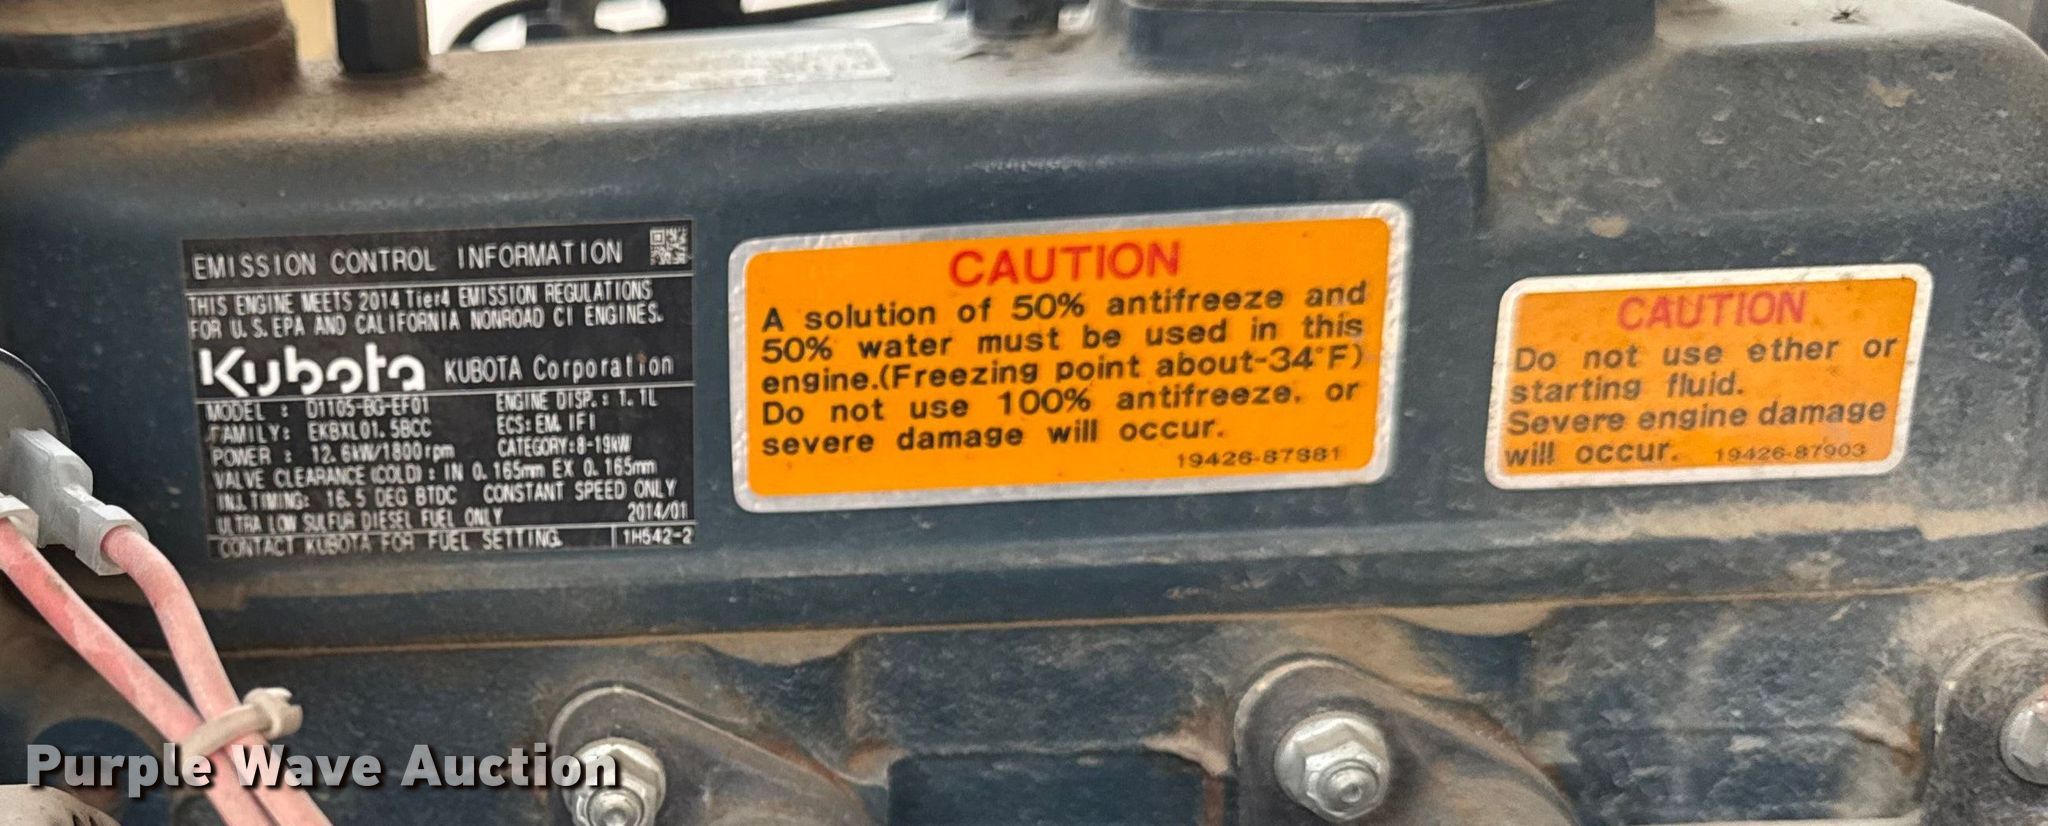 EMISSION CONTROL INFORMATION
THIS ENGINE MEETS 2014 Tier4 EMISSION REGULATIONS
FOR U.S.EPA AND CALIFORNIA NONROAD CI ENGINES.
Kubota KUBOTA Corporation
MODEL : D1105-BG-EF01 ENGINE DISP.: 1.1L
FAMILY: EKBXL01.5BCC ECS:EM, IFI
POWER : 12.6kW/1800rpm CATEGORY:8-19kW
VALVE CLEARANCE (COLD) : IN 0.165mm EX 0.165mm
INJ.TIMING: 16.5 DEG BTDC CONSTANT SPEED ONLY
ULTRA LOW SULFUR DIESEL FUEL ONLY 2014/01
CONTACT KUBOTA FOR FUEL SETTING. 1H542-2
CAUTION
A solution of 50% antifreeze and
50% water must be used in this
engine.(Freezing point about-34°F)
Do not use 100% antifreeze, or
severe damage will occur.
19426-87881
CAUTION
Do not use ether or
starting fluid.
Severe engine damage
will occur. 19426-87903
Purple Wave Auction